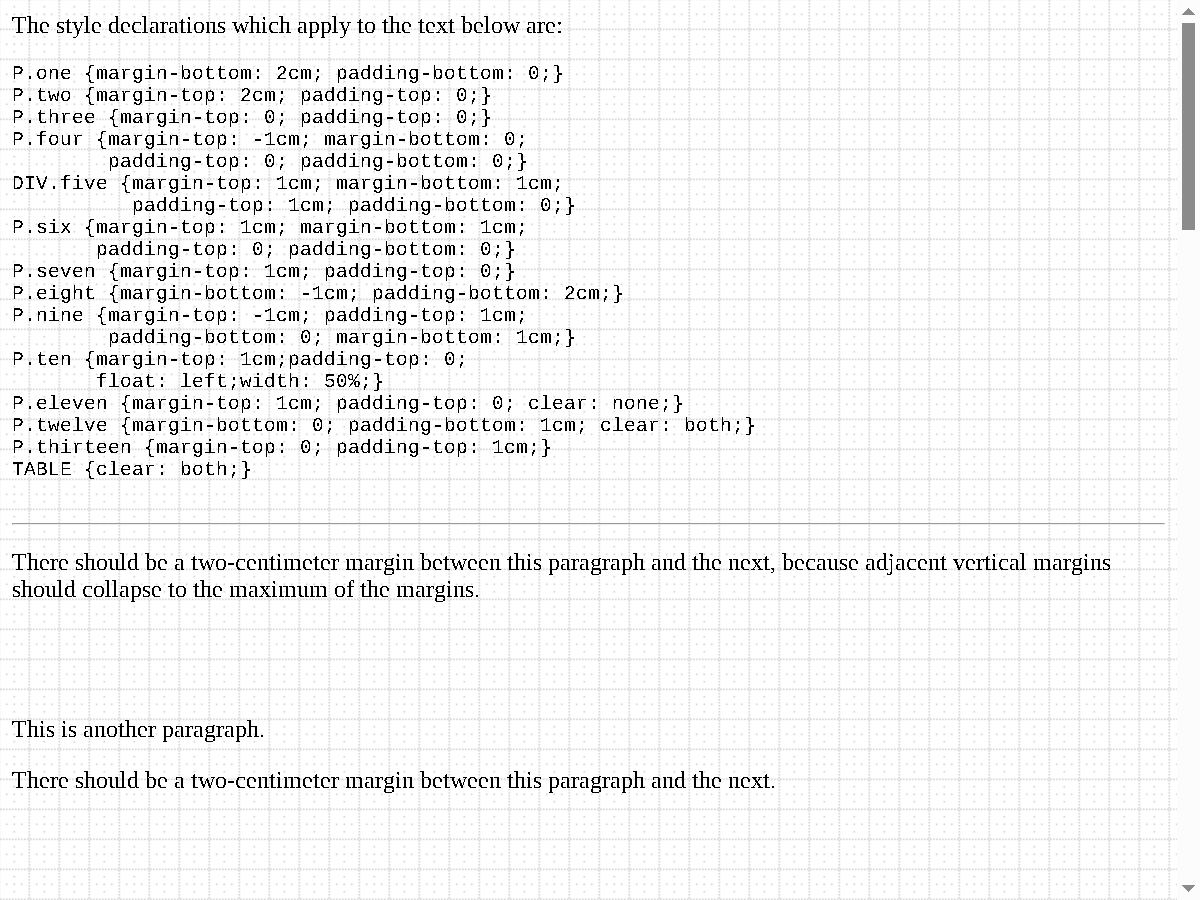 The style declarations which apply to the text below are:
P.one {margin-bottom: 2cm; padding-bottom: 0;}
P.two {margin-top: 2cm; padding-top: 0;}
P.three {margin-top: 0; padding-top: 0;}
P.four {margin-top: -1cm; margin-bottom: 0;
        padding-top: 0; padding-bottom: 0;}
DIV.five {margin-top: 1cm; margin-bottom: 1cm;
          padding-top: 1cm; padding-bottom: 0;}
P.six {margin-top: 1cm; margin-bottom: 1cm;
       padding-top: 0; padding-bottom: 0;}
P.seven {margin-top: 1cm; padding-top: 0;}
P.eight {margin-bottom: -1cm; padding-bottom: 2cm;}
P.nine {margin-top: -1cm; padding-top: 1cm;
        padding-bottom: 0; margin-bottom: 1cm;}
P.ten {margin-top: 1cm;padding-top: 0;
       float: left;width: 50%;}
P.eleven {margin-top: 1cm; padding-top: 0; clear: none;}
P.twelve {margin-bottom: 0; padding-bottom: 1cm; clear: both;}
P.thirteen {margin-top: 0; padding-top: 1cm;}
TABLE {clear: both;}
There should be a two-centimeter margin between this paragraph and the next, because adjacent vertical margins
should collapse to the maximum of the margins.
This is another paragraph.
There should be a two-centimeter margin between this paragraph and the next.